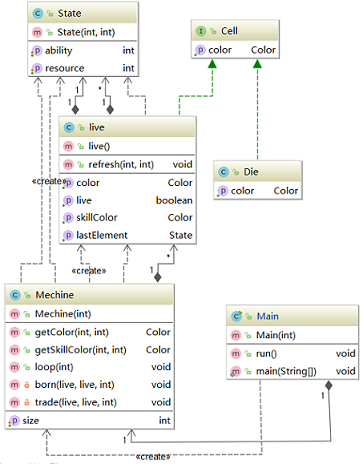 State
State(int, int)
ability int
resource int
Cell
color Color
1 1 *
1
live
live()
refresh(int, int) void
color Color
live boolean
skillColor Color
lastElement State
Die
color Color
«create»
«create»
1 *
Mechine
Mechine(int)
getColor(int, int) Color
getSkillColor(int, int) Color
loop(int) void
born(live, live, int) void
trade(live, live, int) void
size int
Main
Main(int)
run() void
main(String[]) void
1
1
«create»